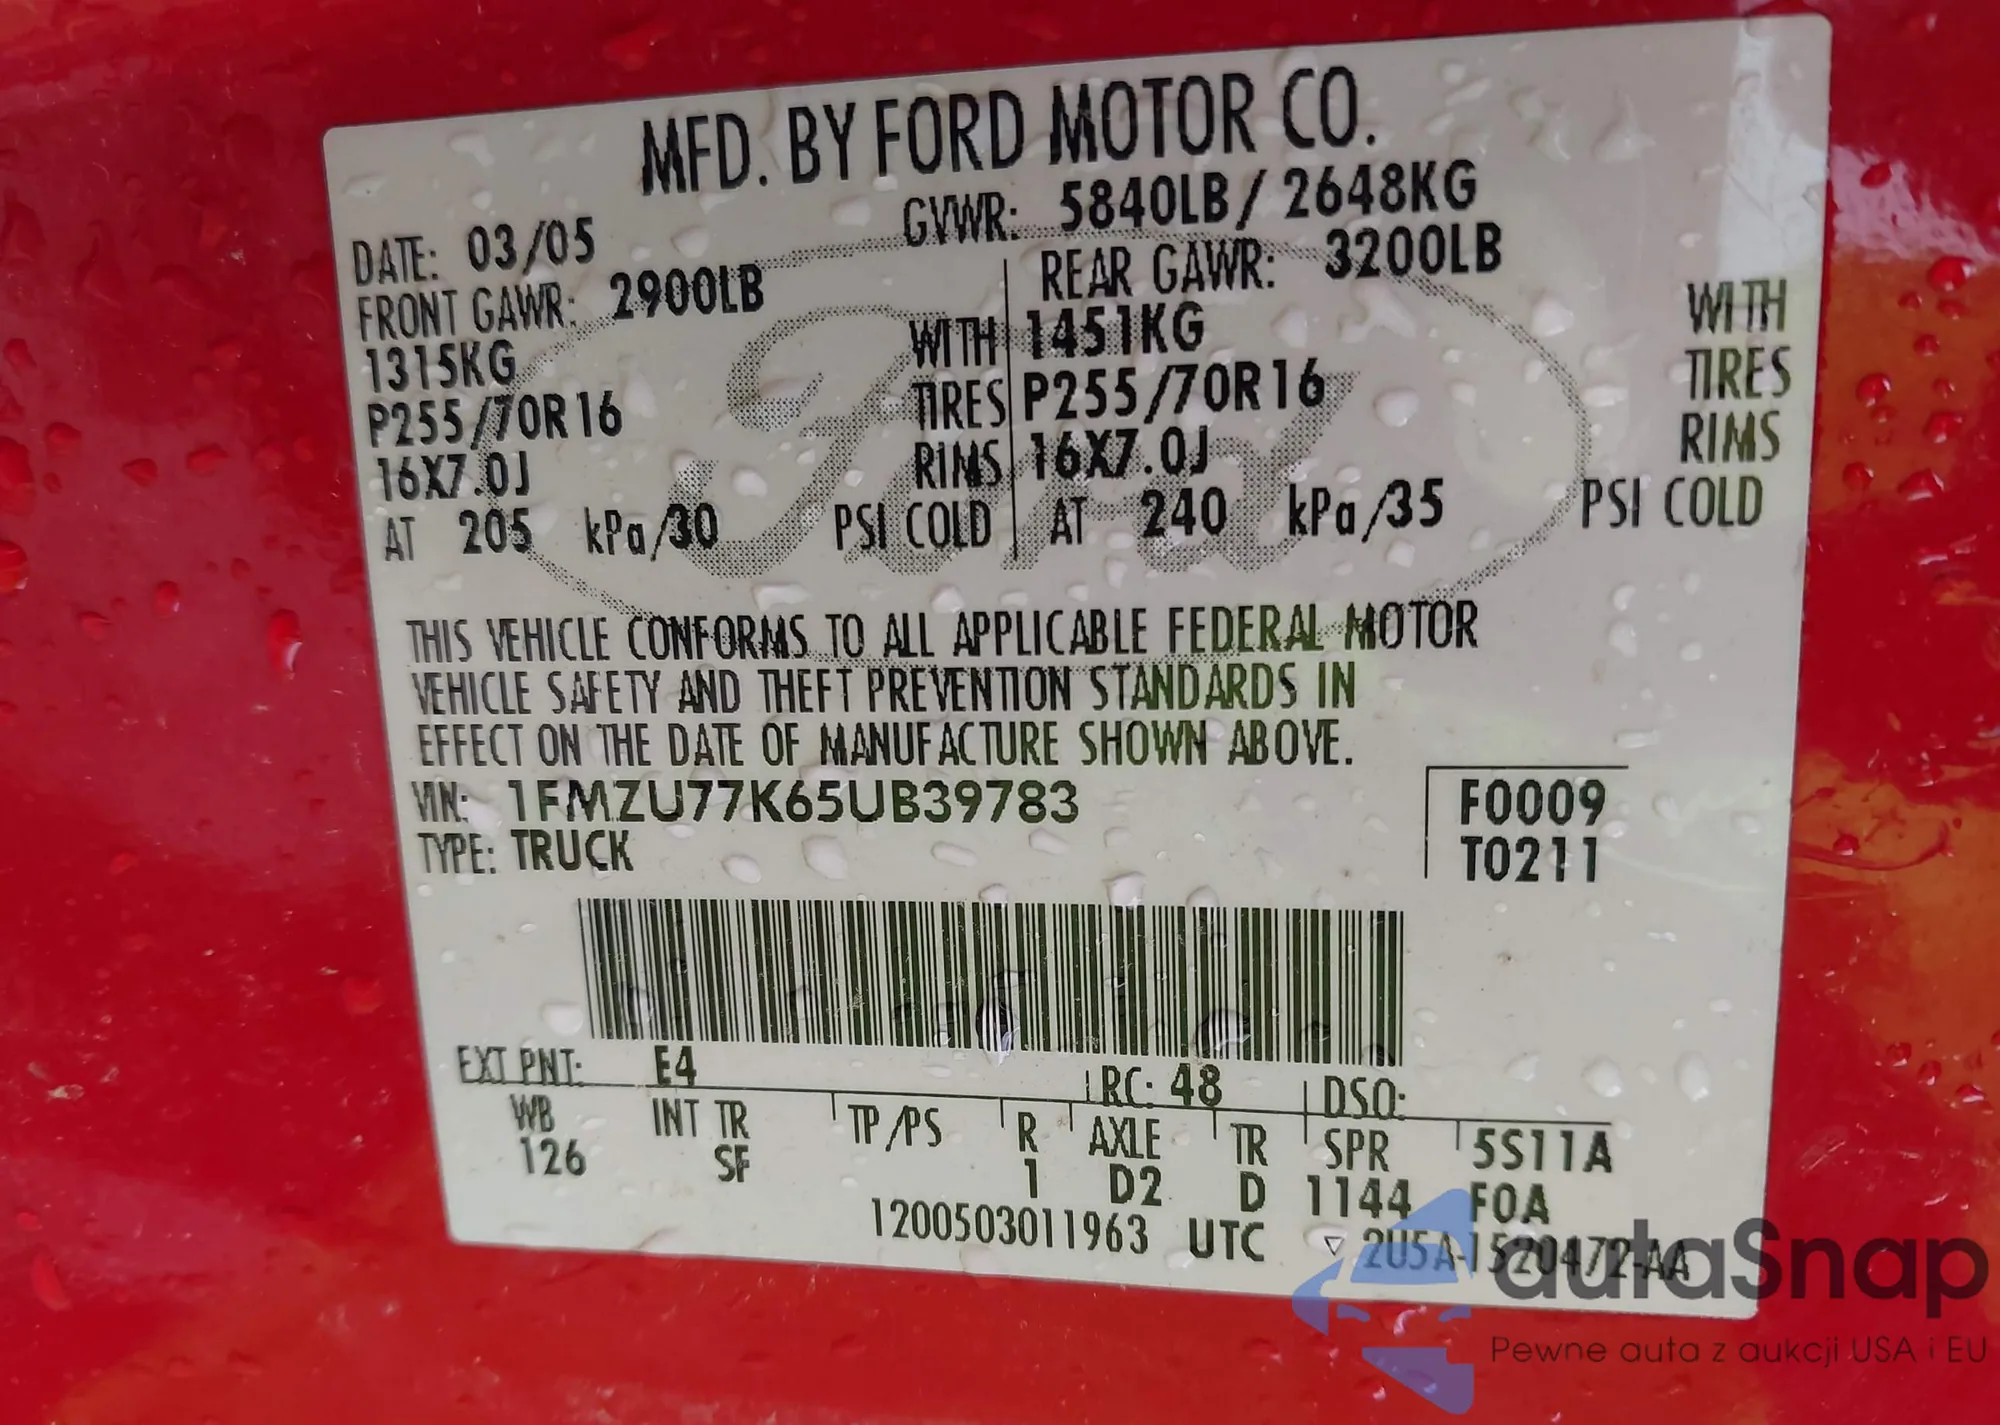 MFD. BY FORD MOTOR CO.
DATE: 03/05 GVWR: 5840LB / 2648KG
FRONT GAWR: 2900LB REAR GAWR: 3200LB
1315KG WITH 1451KG WITH
P255/70R16 TIRES P255/70R16 TIRES
16X7.0J RIMS 16X7.0J RIMS
AT 205 kPa/30 PSI COLD AT 240 kPa/35 PSI COLD
Ford
THIS VEHICLE CONFORMS TO ALL APPLICABLE FEDERAL MOTOR
VEHICLE SAFETY AND THEFT PREVENTION STANDARDS IN
EFFECT ON THE DATE OF MANUFACTURE SHOWN ABOVE.
VIN: 1FMZU77K65UB39783
TYPE: TRUCK
F0009
T0211
EXT PNT: E4 RC: 48 DSO:
WB INT TR TP/PS R AXLE TR SPR 5S11A
126 SF 1 D2 D 1144 F0A
1200503011963 UTC ▽ 2U5A-1520472-AA
autaSnap
Pewne auta z aukcji USA i EU